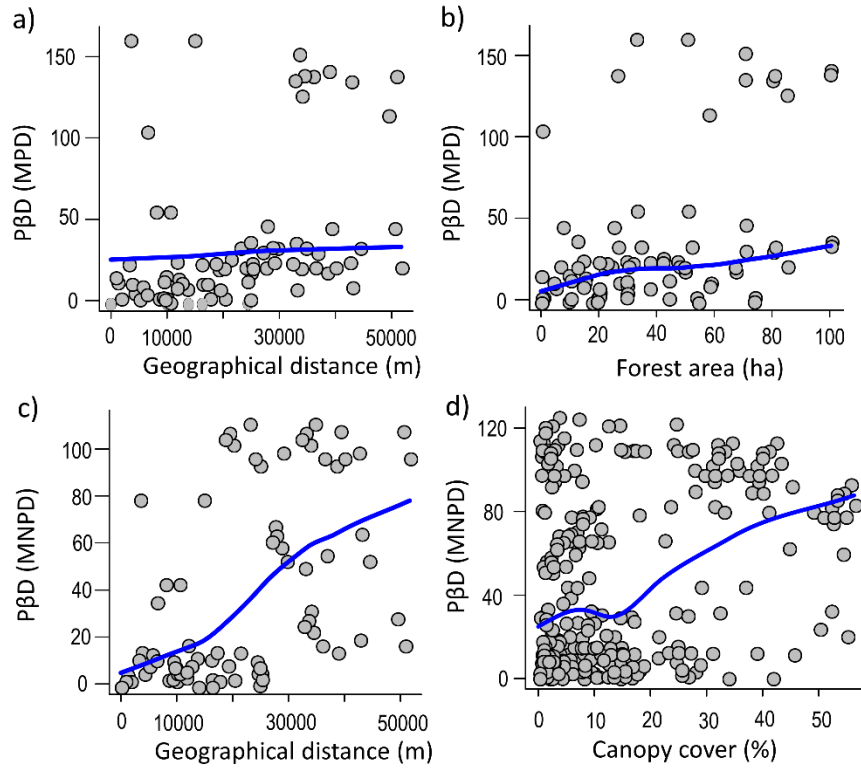 a)
PβD (MPD)
150
100
50
0
0 10000 30000 50000
Geographical distance (m)
b)
PβD (MPD)
150
100
50
0
0 20 40 60 80 100
Forest area (ha)
c)
PβD (MNPD)
100
80
60
40
20
0
0 10000 30000 50000
Geographical distance (m)
d)
PβD (MNPD)
120
80
40
0
0 10 20 30 40 50
Canopy cover (%)